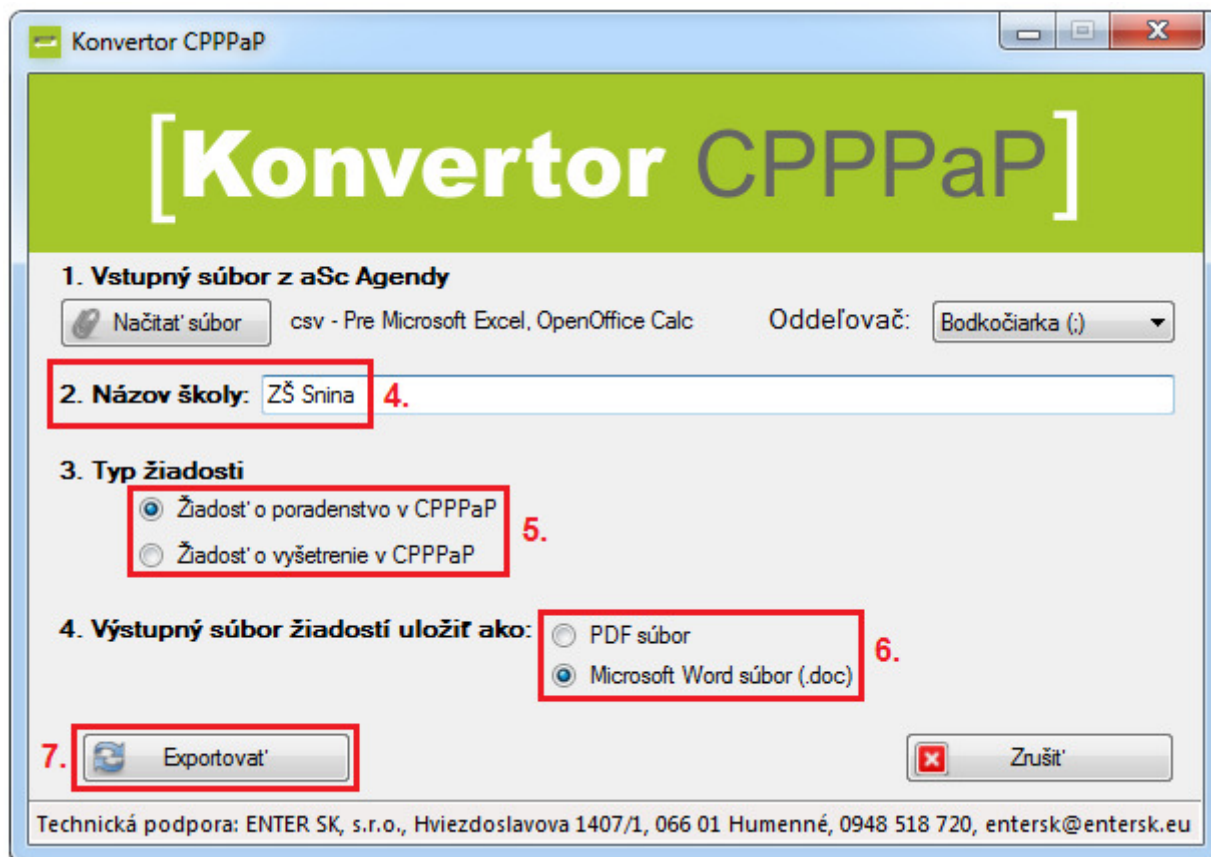 Konvertor CPPPaP
[Konvertor CPPPaP]
1. Vstupný súbor z aSc Agendy
Načítať súbor csv - Pre Microsoft Excel, OpenOffice Calc Oddeľovač: Bodkočiarka (;)
2. Názov školy: ZŠ Snina 4.
3. Typ žiadosti
Žiadosť o poradenstvo v CPPPaP
5.
Žiadosť o vyšetrenie v CPPPaP
4. Výstupný súbor žiadostí uložiť ako: PDF súbor
6.
Microsoft Word súbor (.doc)
7. Exportovať Zrušiť
Technická podpora: ENTER SK, s.r.o., Hviezdoslavova 1407/1, 066 01 Humenné, 0948 518 720, entersk@entersk.eu